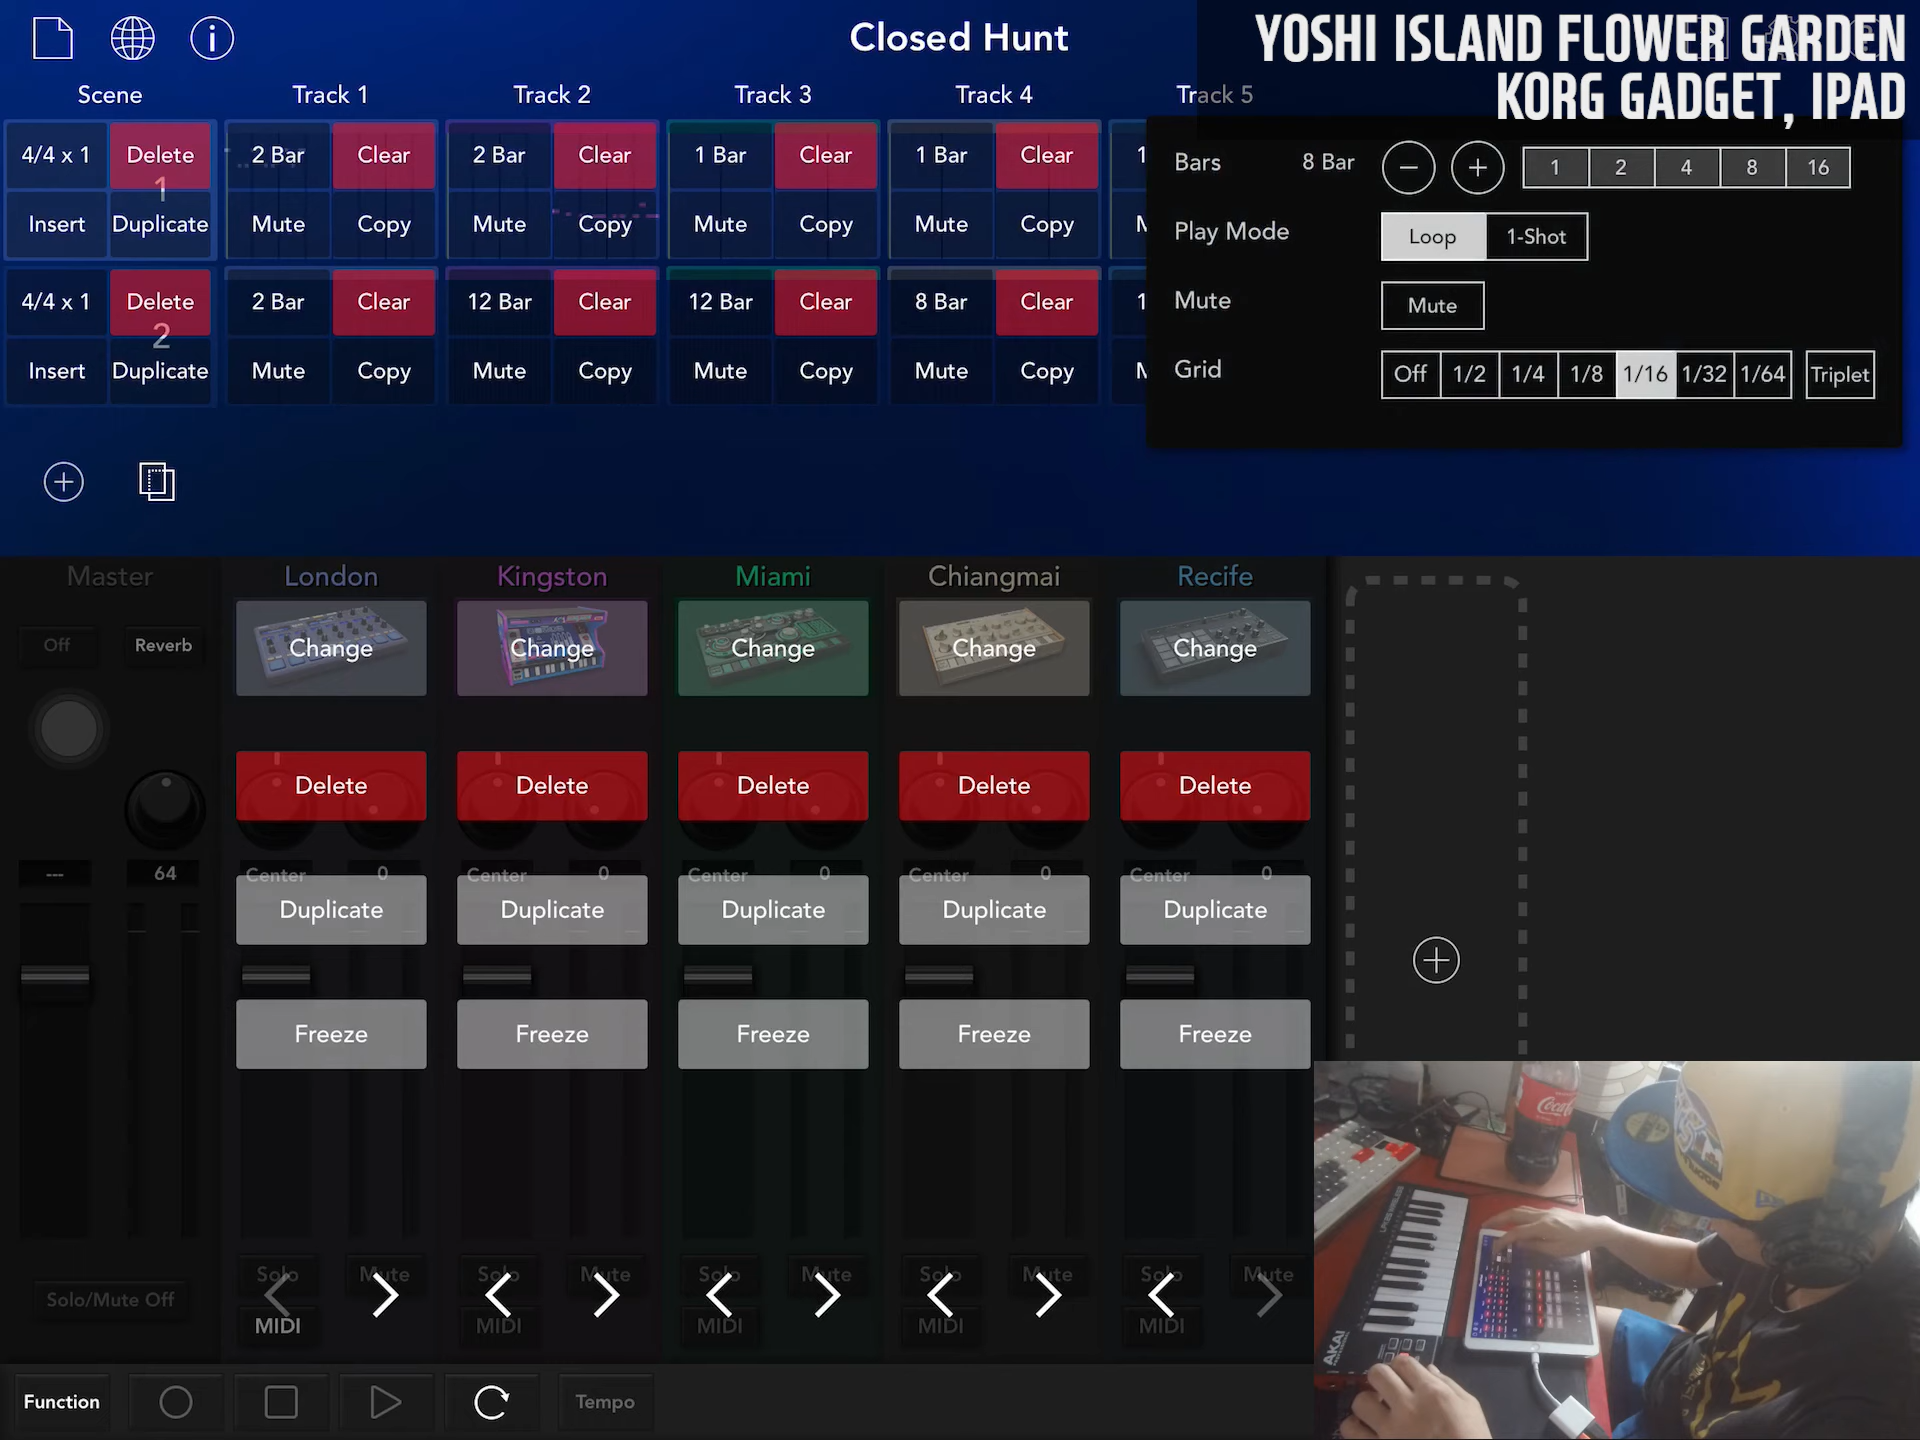 Closed Hunt
YOSHI ISLAND FLOWER GARDEN
KORG GADGET, IPAD
Scene Track 1 Track 2 Track 3 Track 4 Track 5
4/4 x 1 Delete 2 Bar Clear 2 Bar Clear 1 Bar Clear 1 Bar Clear 1
1
Insert Duplicate Mute Copy Mute Copy Mute Copy Mute Copy M
4/4 x 1 Delete 2 Bar Clear 12 Bar Clear 12 Bar Clear 8 Bar Clear 1
2
Insert Duplicate Mute Copy Mute Copy Mute Copy Mute Copy M
Bars 8 Bar 1 2 4 8 16
Play Mode Loop 1-Shot
Mute Mute
Grid Off 1/2 1/4 1/8 1/16 1/32 1/64 Triplet
Master London Kingston Miami Chiangmai Recife
Change Change Change Change Change
Off Reverb
Delete Delete Delete Delete Delete
--- 64 Center 0 Center 0 Center 0 Center 0 Center 0
Duplicate Duplicate Duplicate Duplicate Duplicate
Freeze Freeze Freeze Freeze Freeze
Solo Mute Solo Mute Solo Mute Solo Mute Solo Mute
Solo/Mute Off
MIDI MIDI MIDI MIDI MIDI
Function Tempo
Coca
AKAI